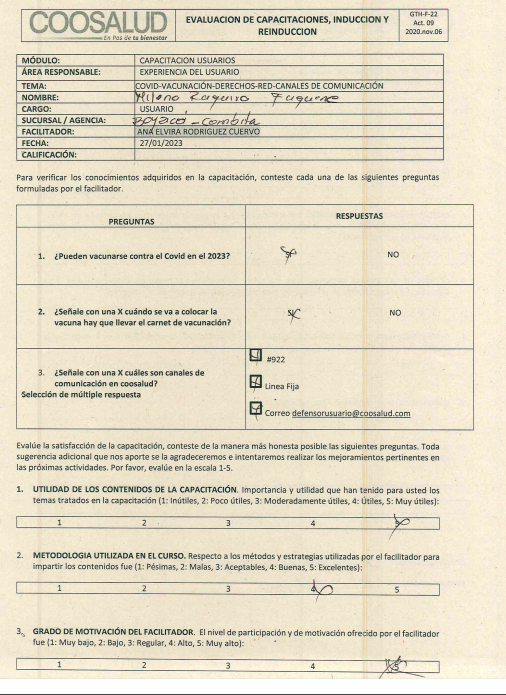 COOSALUD
En Pos de tu bienestar
EVALUACION DE CAPACITACIONES, INDUCCION Y
REINDUCCION
GTH-F-22
Act. 09
2020.nov.06
MÓDULO: CAPACITACION USUARIOS
ÁREA RESPONSABLE: EXPERIENCIA DEL USUARIO
TEMA: COVID-VACUNACIÓN-DERECHOS-RED-CANALES DE COMUNICACIÓN
NOMBRE:
CARGO: USUARIO
SUCURSAL / AGENCIA: Boyacá - Combita
FACILITADOR: ANA ELVIRA RODRIGUEZ CUERVO
FECHA: 27/01/2023
CALIFICACIÓN:
Para verificar los conocimientos adquiridos en la capacitación, conteste cada una de las siguientes preguntas
formuladas por el facilitador.
PREGUNTAS RESPUESTAS
1. ¿Pueden vacunarse contra el Covid en el 2023? SI NO
2. ¿Señale con una X cuándo se va a colocar la
vacuna hay que llevar el carnet de vacunación? SI NO
3. ¿Señale con una X cuáles son canales de
comunicación en coosalud?
Selección de múltiple respuesta
#922
Linea Fija
Correo defensorusuario@coosalud.com
Evalúe la satisfacción de la capacitación, conteste de la manera más honesta posible las siguientes preguntas. Toda
sugerencia adicional que nos aporte se la agradeceremos e intentaremos realizar los mejoramientos pertinentes en
las próximas actividades. Por favor, evalúe en la escala 1-5.
1. UTILIDAD DE LOS CONTENIDOS DE LA CAPACITACIÓN. Importancia y utilidad que han tenido para usted los
temas tratados en la capacitación (1: Inútiles, 2: Poco útiles, 3: Moderadamente útiles, 4: Útiles, 5: Muy útiles):
1 2 3 4 5
2. METODOLOGIA UTILIZADA EN EL CURSO. Respecto a los métodos y estrategias utilizadas por el facilitador para
impartir los contenidos fue (1: Pésimas, 2: Malas, 3: Aceptables, 4: Buenas, 5: Excelentes):
1 2 3 4 5
3. GRADO DE MOTIVACIÓN DEL FACILITADOR. El nivel de participación y de motivación ofrecido por el facilitador
fue (1: Muy bajo, 2: Bajo, 3: Regular, 4: Alto, 5: Muy alto):
1 2 3 4 5